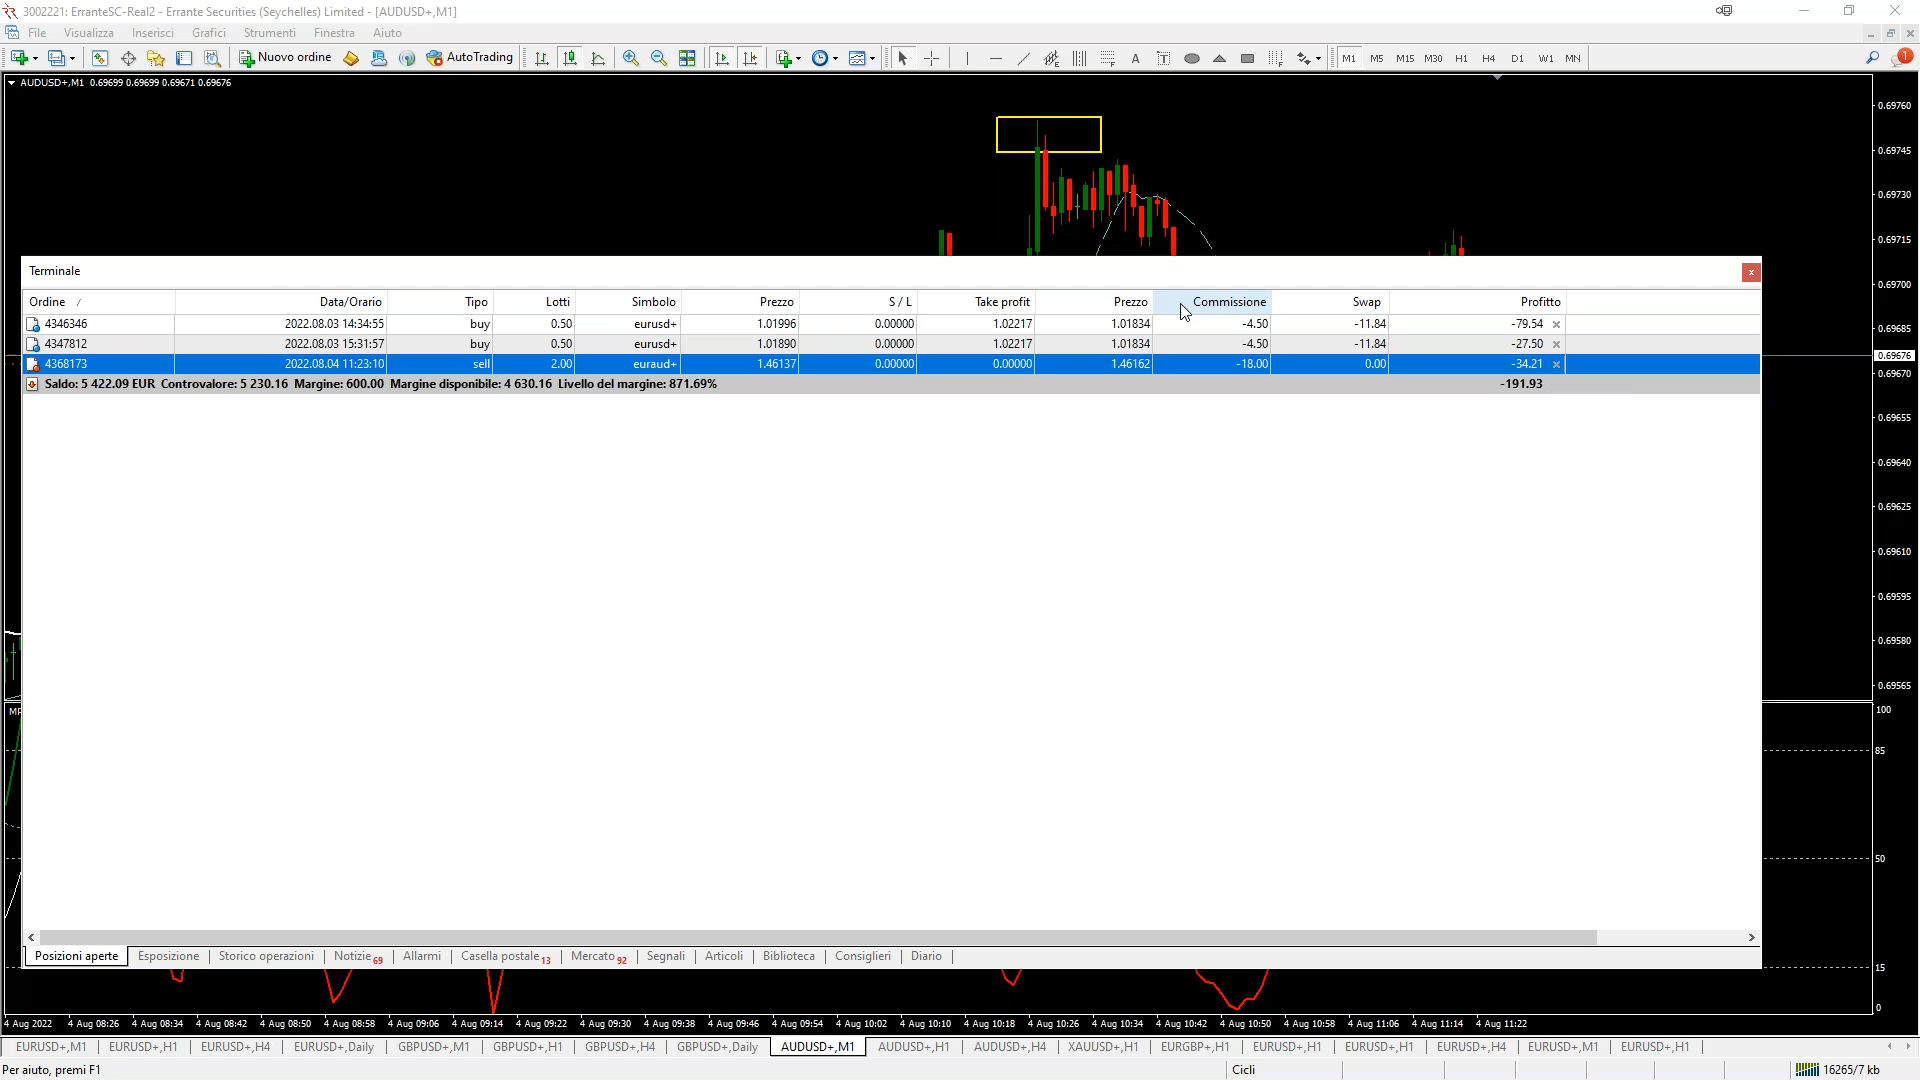 3002221: ErranteSC-Real2 - Errante Securities (Seychelles) Limited - [AUDUSD+,M1]
File Visualizza Inserisci Grafici Strumenti Finestra Aiuto
Nuovo ordine AutoTrading A T M1 M5 M15 M30 H1 H4 D1 W1 MN 1
AUDUSD+,M1 0.69699 0.69699 0.69671 0.69676
0.69760
0.69745
0.69730
0.69715
0.69700
0.69685
0.69676
0.69670
0.69655
0.69640
0.69625
0.69610
0.69595
0.69580
0.69565
Terminale
Ordine / Data/Orario Tipo Lotti Simbolo Prezzo S / L Take profit Prezzo Commissione Swap Profitto
4346346 2022.08.03 14:34:55 buy 0.50 eurusd+ 1.01996 0.00000 1.02217 1.01834 -4.50 -11.84 -79.54
4347812 2022.08.03 15:31:57 buy 0.50 eurusd+ 1.01890 0.00000 1.02217 1.01834 -4.50 -11.84 -27.50
4368173 2022.08.04 11:23:10 sell 2.00 euraud+ 1.46137 0.00000 0.00000 1.46162 -18.00 0.00 -34.21
Saldo: 5 422.09 EUR Controvalore: 5 230.16 Margine: 600.00 Margine disponibile: 4 630.16 Livello del margine: 871.69% -191.93
100
85
50
15
0
Posizioni aperte Esposizione Storico operazioni Notizie 69 Allarmi Casella postale 13 Mercato 92 Segnali Articoli Biblioteca Consiglieri Diario
4 Aug 2022 4 Aug 08:26 4 Aug 08:34 4 Aug 08:42 4 Aug 08:50 4 Aug 08:58 4 Aug 09:06 4 Aug 09:14 4 Aug 09:22 4 Aug 09:30 4 Aug 09:38 4 Aug 09:46 4 Aug 09:54 4 Aug 10:02 4 Aug 10:10 4 Aug 10:18 4 Aug 10:26 4 Aug 10:34 4 Aug 10:42 4 Aug 10:50 4 Aug 10:58 4 Aug 11:06 4 Aug 11:14 4 Aug 11:22
EURUSD+,M1 EURUSD+,H1 EURUSD+,H4 EURUSD+,Daily GBPUSD+,M1 GBPUSD+,H1 GBPUSD+,H4 GBPUSD+,Daily AUDUSD+,M1 AUDUSD+,H1 AUDUSD+,H4 XAUUSD+,H1 EURGBP+,H1 EURUSD+,H1 EURUSD+,H1 EURUSD+,H4 EURUSD+,M1 EURUSD+,H1
Per aiuto, premi F1 Cicli 16265/7 kb